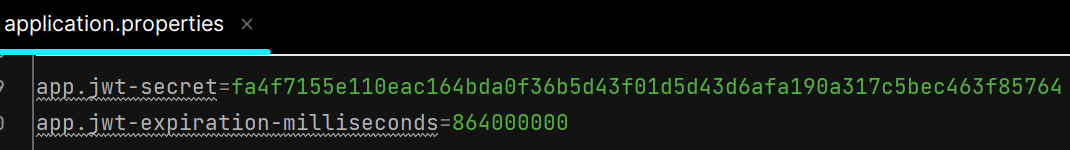 application.properties
app.jwt-secret=fa4f7155e110eac164bda0f36b5d43f01d5d43d6afa190a317c5bec463f85764
app.jwt-expiration-milliseconds=864000000